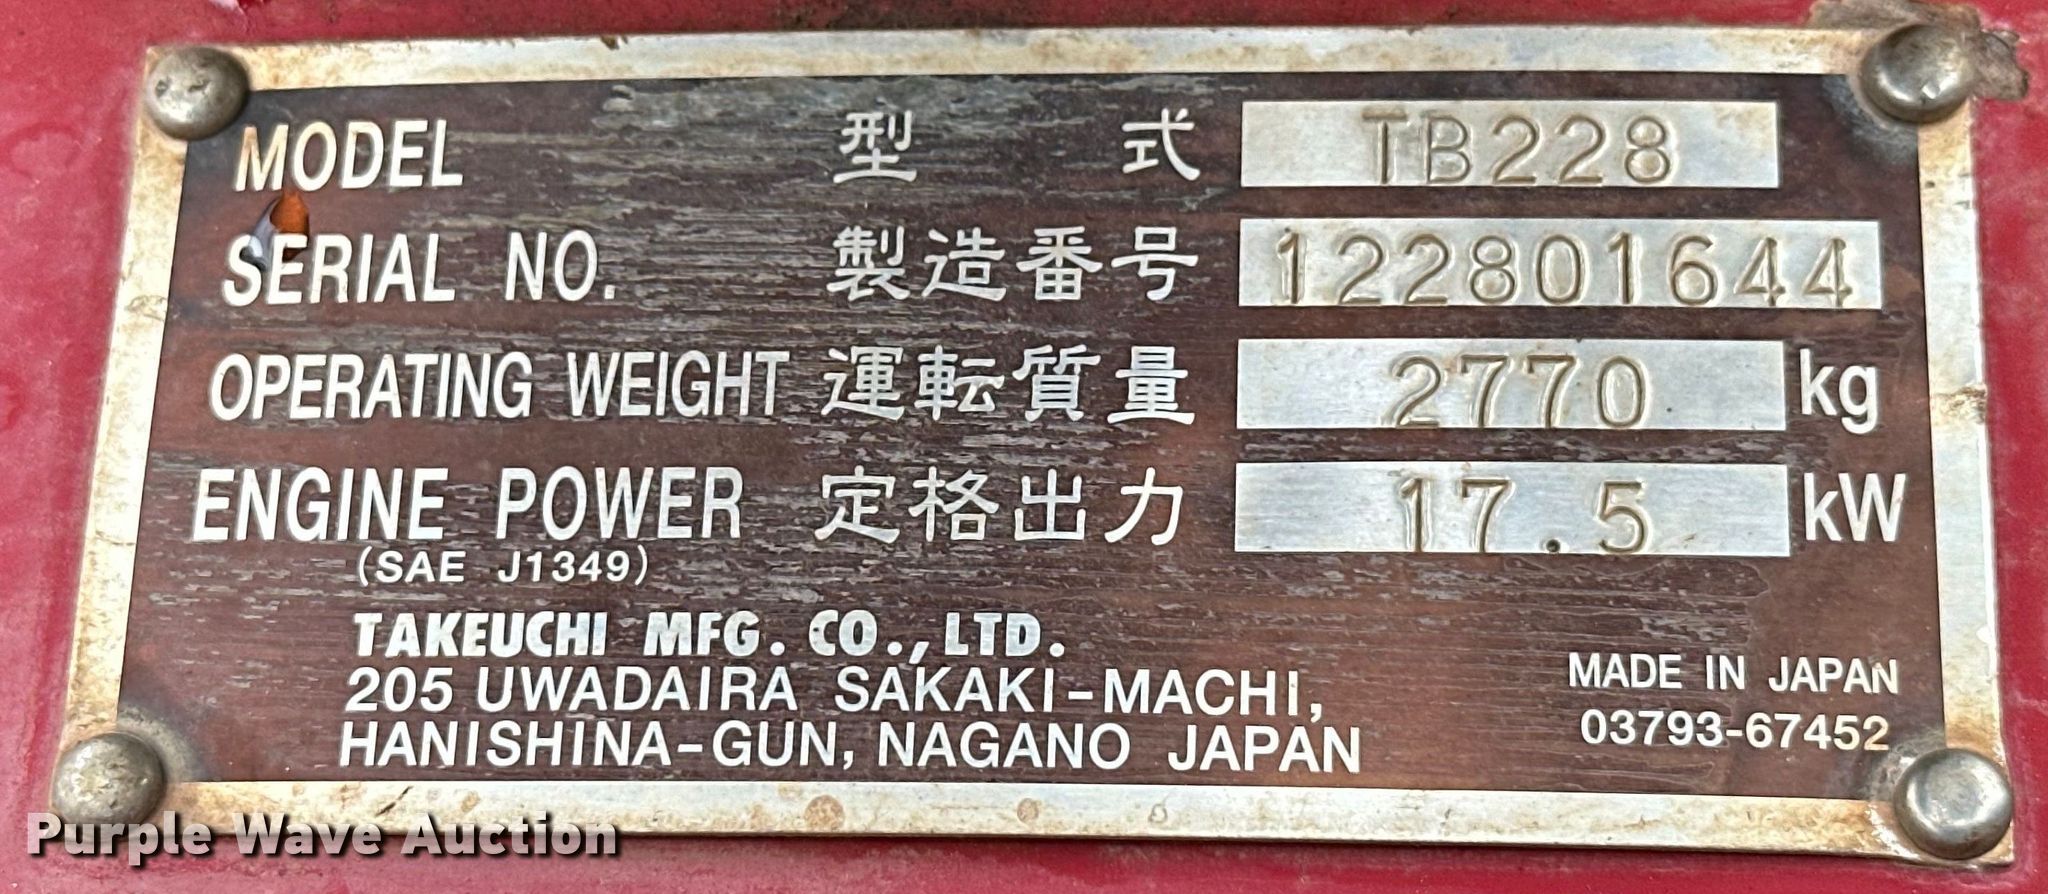 MODEL 型式 TB228
SERIAL NO. 製造番号 122801644
OPERATING WEIGHT 運転質量 2770 kg
ENGINE POWER 定格出力 17.5 kW
(SAE J1349)
TAKEUCHI MFG. CO., LTD.
205 UWADAIRA SAKAKI-MACHI,
HANISHINA-GUN, NAGANO JAPAN
MADE IN JAPAN
03793-67452
Purple Wave Auction